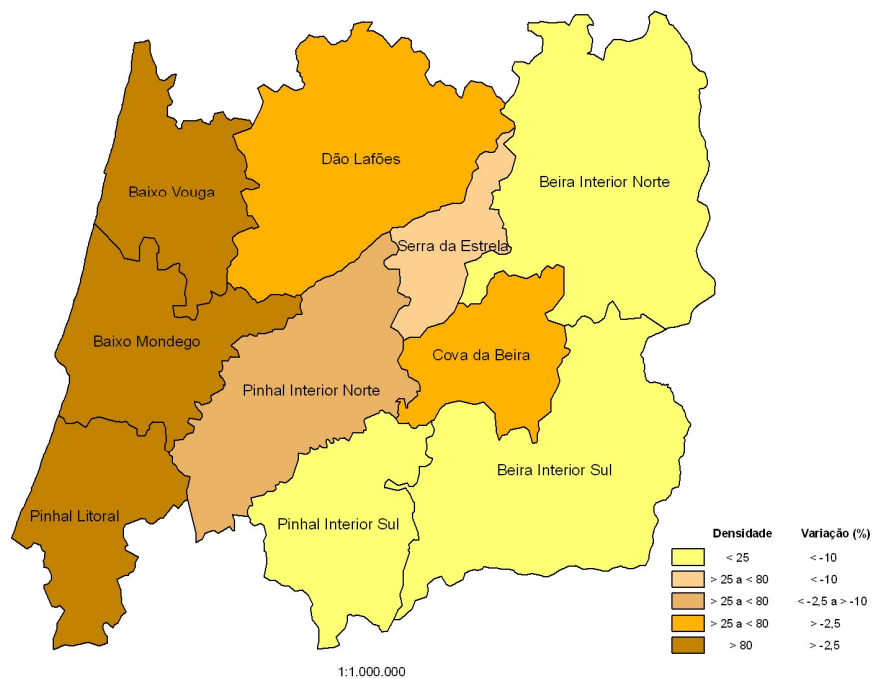 Dão Lafões
Beira Interior Norte
Baixo Vouga
Serra da Estrela
Baixo Mondego
Cova da Beira
Pinhal Interior Norte
Beira Interior Sul
Pinhal Litoral
Pinhal Interior Sul
Densidade Variação (%)
< 25 < -10
> 25 a < 80 < -10
> 25 a < 80 < -2,5 a > -10
> 25 a < 80 > -2,5
> 80 > -2,5
1:1.000.000